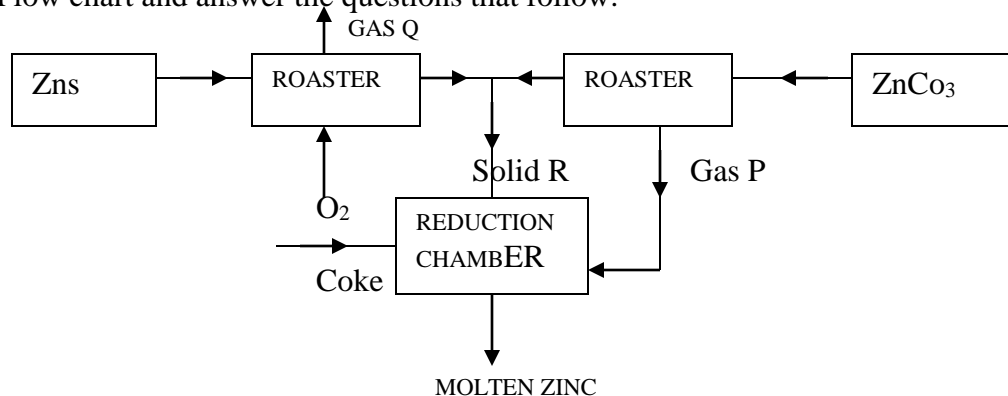 flow chart and answer the questions that follow.
GAS Q
Zns
ROASTER
ROASTER
ZnCo₃
Solid R
Gas P
O₂
REDUCTION
CHAMBER
Coke
MOLTEN ZINC